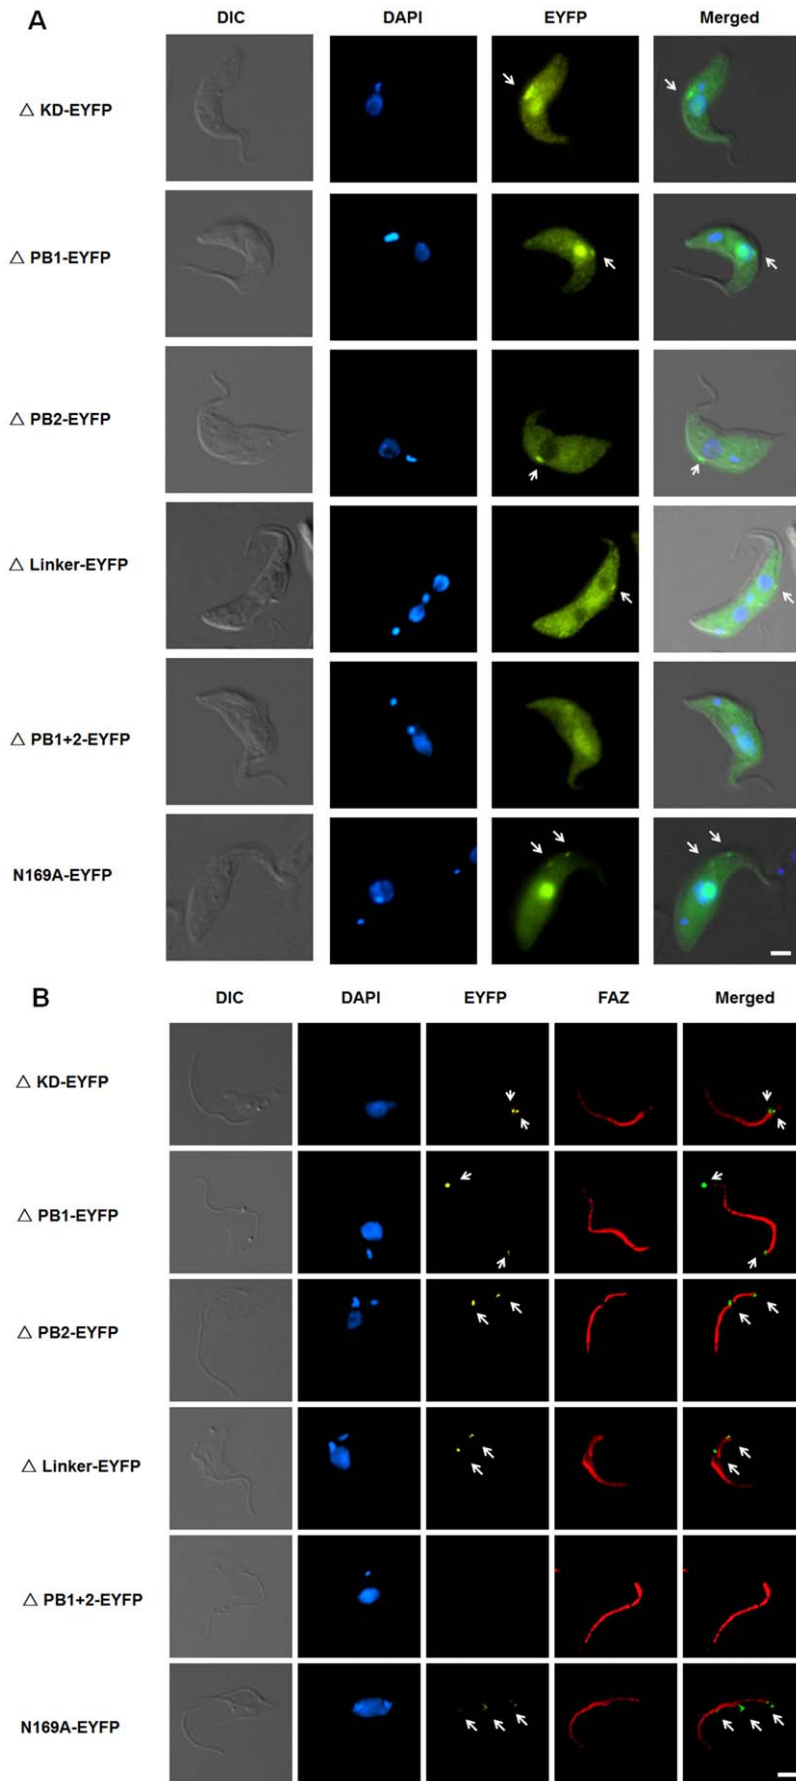 A
DIC DAPI EYFP Merged
△ KD-EYFP
△ PB1-EYFP
△ PB2-EYFP
△ Linker-EYFP
△ PB1+2-EYFP
N169A-EYFP
B
DIC DAPI EYFP FAZ Merged
△ KD-EYFP
△ PB1-EYFP
△ PB2-EYFP
△ Linker-EYFP
△ PB1+2-EYFP
N169A-EYFP